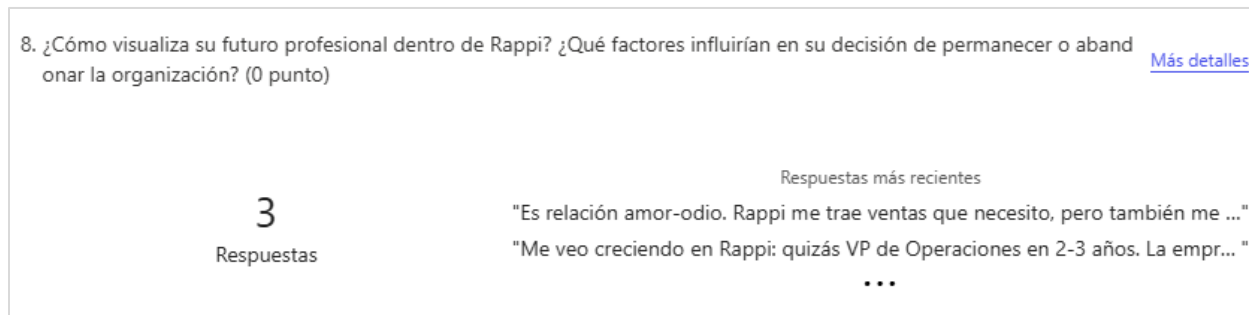 8. ¿Cómo visualiza su futuro profesional dentro de Rappi? ¿Qué factores influirían en su decisión de permanecer o aband
onar la organización? (0 punto)
Más detalles
3
Respuestas
Respuestas más recientes
"Es relación amor-odio. Rappi me trae ventas que necesito, pero también me ..."
"Me veo creciendo en Rappi: quizás VP de Operaciones en 2-3 años. La empr... "
...